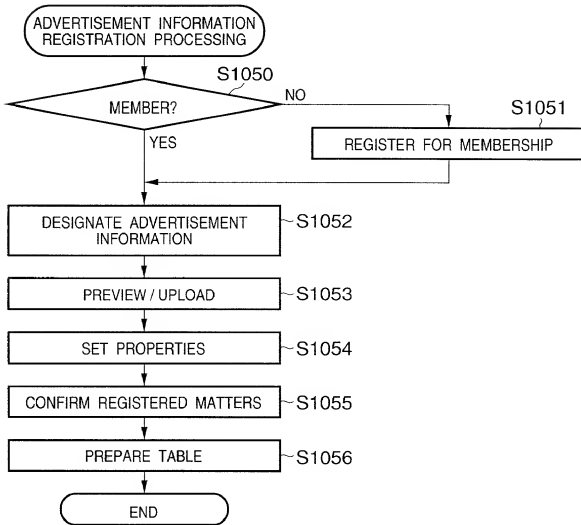 ADVERTISEMENT INFORMATION
REGISTRATION PROCESSING
S1050
MEMBER?
NO
YES
S1051
REGISTER FOR MEMBERSHIP
DESIGNATE ADVERTISEMENT
INFORMATION
S1052
PREVIEW / UPLOAD
S1053
SET PROPERTIES
S1054
CONFIRM REGISTERED MATTERS
S1055
PREPARE TABLE
S1056
END